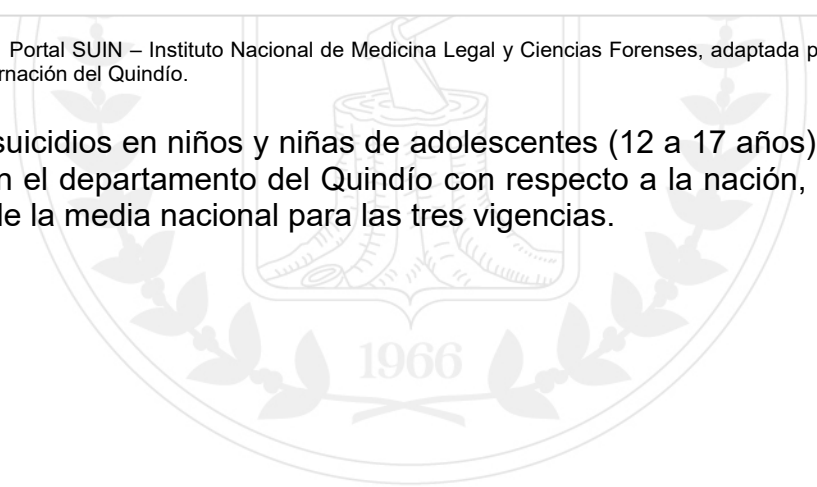 Portal SUIN – Instituto Nacional de Medicina Legal y Ciencias Forenses, adaptada p
rnación del Quindío.
suicidios en niños y niñas de adolescentes (12 a 17 años)
n el departamento del Quindío con respecto a la nación,
de la media nacional para las tres vigencias.
1966